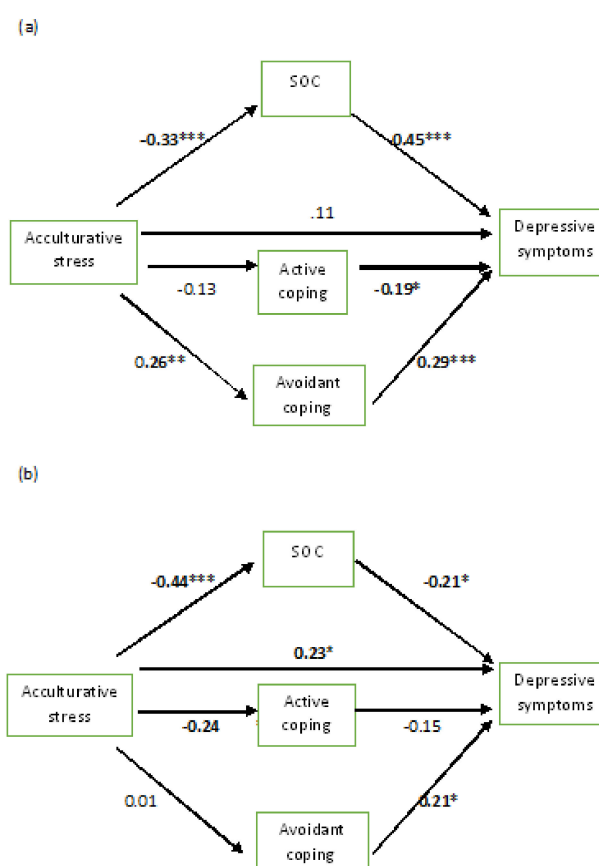 (a)
SOC
-0.33***
0.45***
.11
Acculturative
stress
Depressive
symptoms
Active
coping
-0.13
-0.19*
0.26**
0.29***
Avoidant
coping
(b)
SOC
-0.44***
-0.21*
0.23*
Acculturative
stress
Depressive
symptoms
Active
coping
-0.24
-0.15
0.01
0.21*
Avoidant
coping